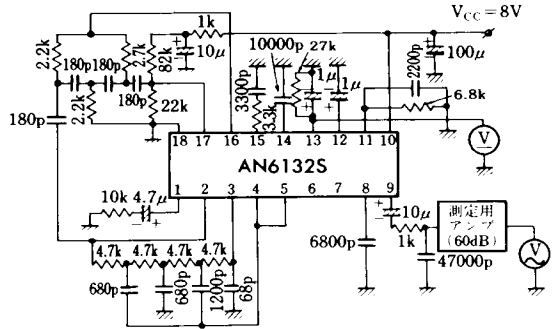 1k
V_CC = 8V
2.2k
180p
180p
2.7k
82k
10μ
10000p
27k
100μ
180p
2.2k
180p
22k
3300p
3.3k
1μ
1μ
2200p
6.8k
18 17 16 15 14 13 12 11 10
V
AN6132S
1 2 3 4 5 6 7 8 9
10k
4.7μ
10μ
測定用
アンプ
(60dB)
1k
V
4.7k
4.7k
4.7k
4.7k
6800p
47000p
680p
680p
1200p
68p